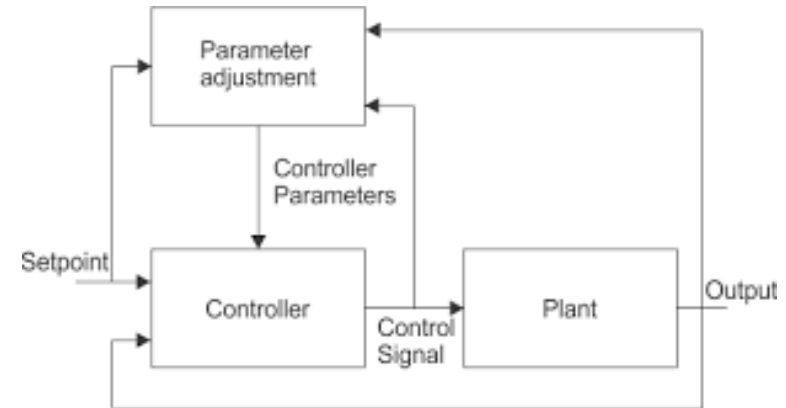 Parameter
adjustment
Controller
Parameters
Setpoint
Controller
Control
Signal
Plant
Output